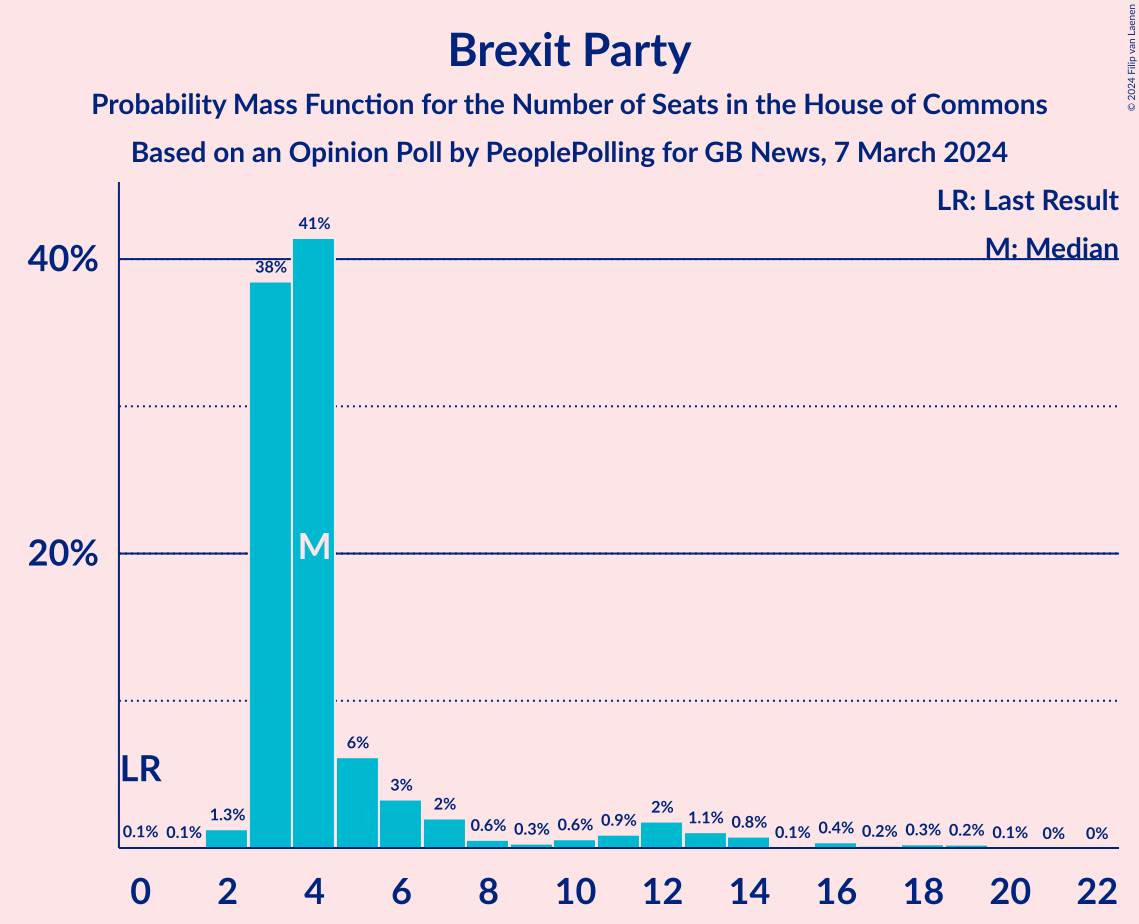 Brexit Party
Probability Mass Function for the Number of Seats in the House of Commons
Based on an Opinion Poll by PeoplePolling for GB News, 7 March 2024
© 2024 Filip van Laenen
LR: Last Result
M: Median
40%
20%
41%
38%
M
LR
6%
3%
2%
0.1% 0.1% 1.3% 0.6% 0.3% 0.6% 0.9% 2% 1.1% 0.8% 0.1% 0.4% 0.2% 0.3% 0.2% 0.1% 0% 0%
0 2 4 6 8 10 12 14 16 18 20 22